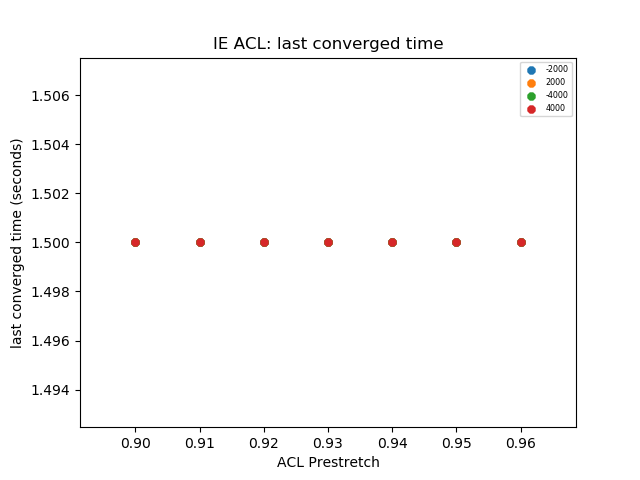 IE ACL: last converged time
-2000
2000
-4000
4000
1.506
1.504
1.502
1.500
1.498
1.496
1.494
last converged time (seconds)
0.90 0.91 0.92 0.93 0.94 0.95 0.96
ACL Prestretch